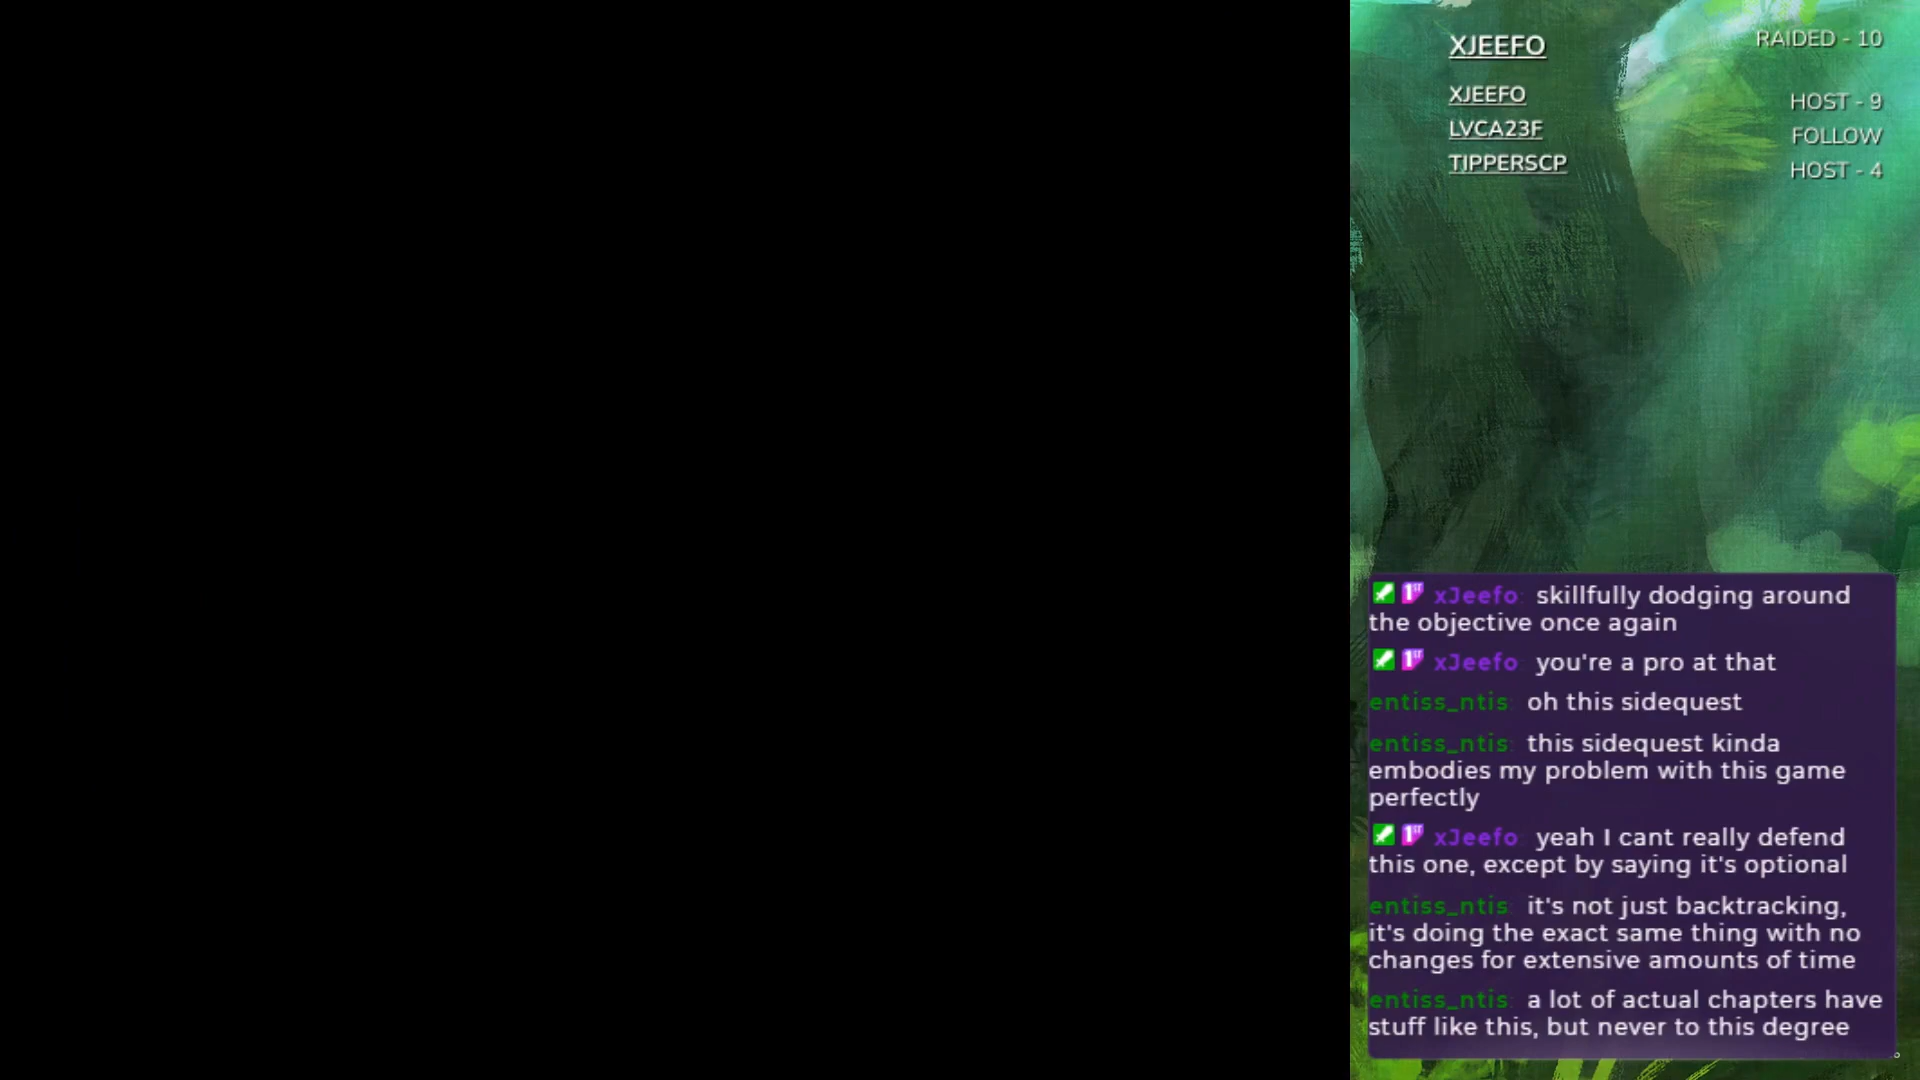 XJEEFO
RAIDED - 10
XJEEFO
HOST - 9
LVCA23F
FOLLOW
TIPPERSCP
HOST - 4
xJeefo: skillfully dodging around
the objective once again
xJeefo: you're a pro at that
entiss_ntis: oh this sidequest
entiss_ntis: this sidequest kinda
embodies my problem with this game
perfectly
xJeefo: yeah I cant really defend
this one, except by saying it's optional
entiss_ntis: it's not just backtracking,
it's doing the exact same thing with no
changes for extensive amounts of time
entiss_ntis: a lot of actual chapters have
stuff like this, but never to this degree